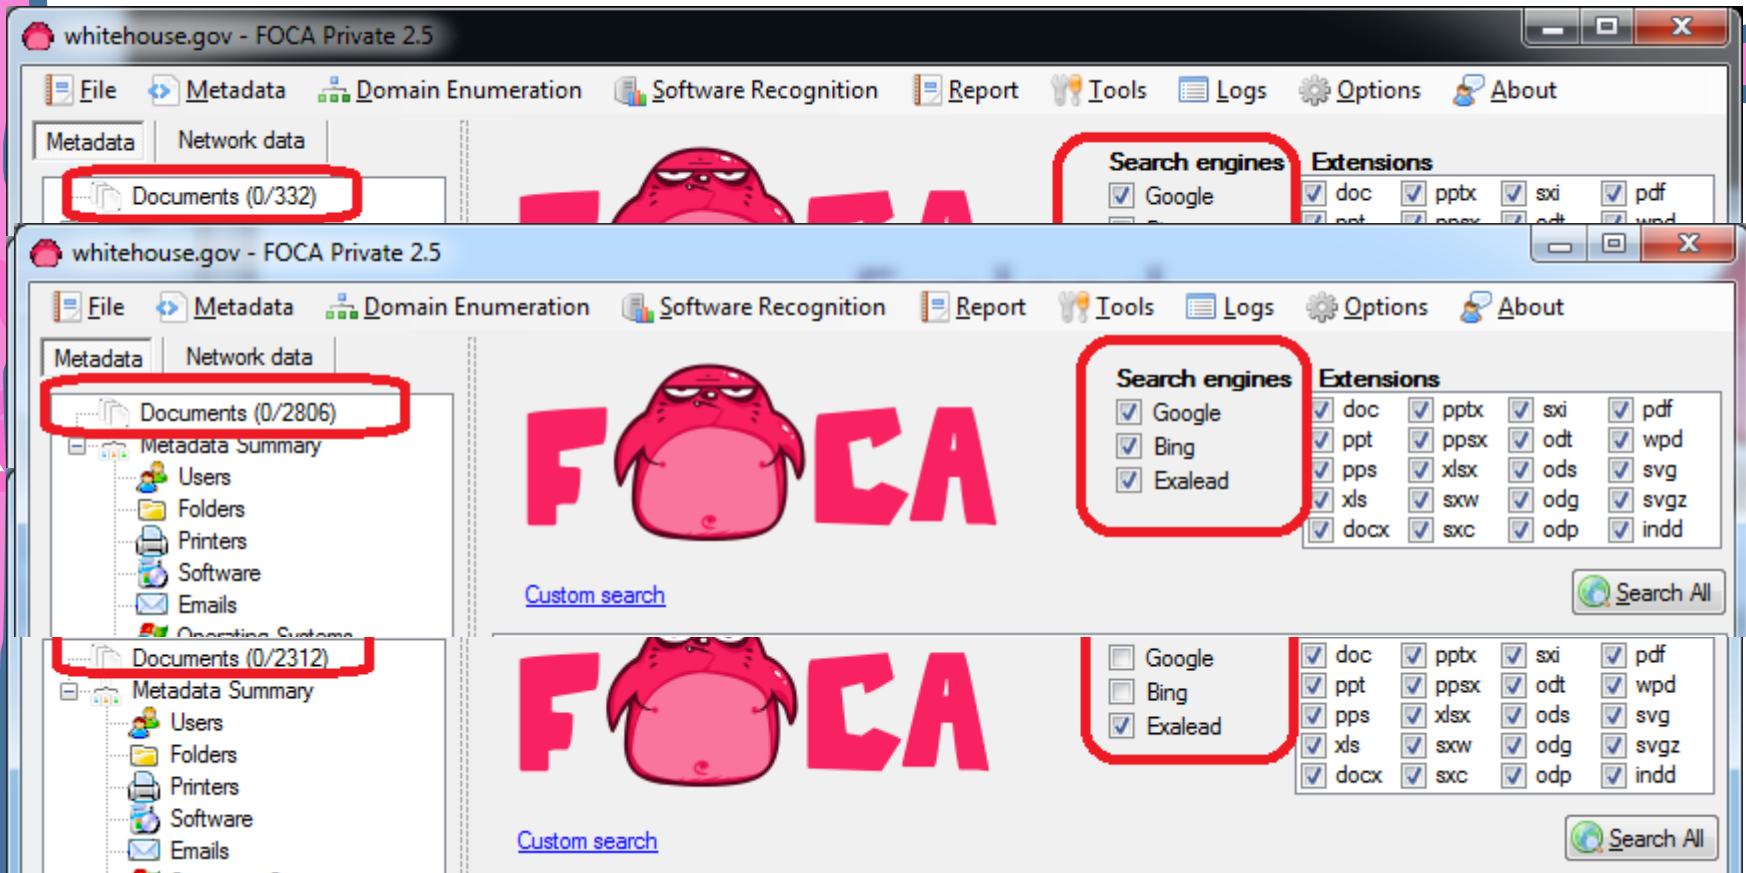 whitehouse.gov - FOCA Private 2.5
File Metadata Domain Enumeration Software Recognition Report Tools Logs Options About
Metadata Network data
Search engines Extensions
Documents (0/332)
Google doc pptx sxi pdf
ppt ppsx odt wpd
whitehouse.gov - FOCA Private 2.5
File Metadata Domain Enumeration Software Recognition Report Tools Logs Options About
Metadata Network data
Search engines Extensions
Documents (0/2806)
FOCA
Google doc pptx sxi pdf
Metadata Summary
Bing ppt ppsx odt wpd
Users
Exalead pps xlsx ods svg
Folders
xls sxw odg svgz
Printers
docx sxc odp indd
Software
Emails
Custom search
Search All
Operating Systems
Documents (0/2312)
FOCA
Google doc pptx sxi pdf
Metadata Summary
Bing ppt ppsx odt wpd
Users
Exalead pps xlsx ods svg
Folders
xls sxw odg svgz
Printers
docx sxc odp indd
Software
Emails
Custom search
Search All